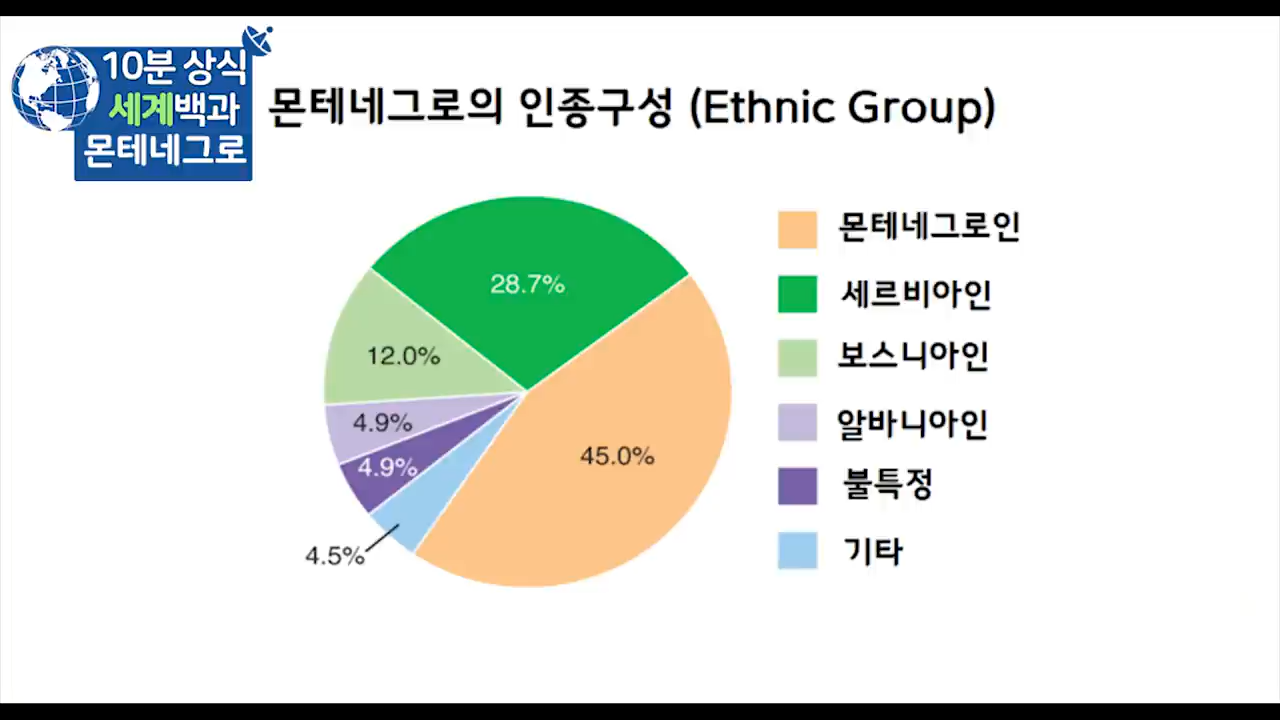 10분 상식
세계백과
몬테네그로
몬테네그로의 인종구성 (Ethnic Group)
28.7%
12.0%
4.9%
4.9%
4.5%
45.0%
몬테네그로인
세르비아인
보스니아인
알바니아인
불특정
기타